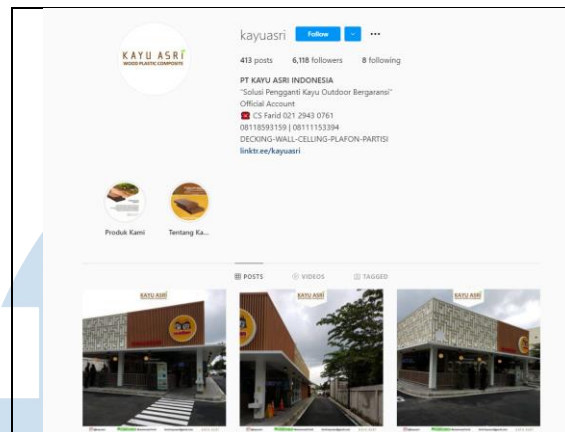 KAYU ASRI
WOOD PLASTIC COMPOSITE
kayuasri
Follow
413 posts 6,118 followers 8 following
PT KAYU ASRI INDONESIA
"Solusi Pengganti Kayu Outdoor Bergaransi"
Official Account
CS Farid 021 2943 0761
08118593159 | 08111153394
DECKING-WALL-CELLING-PLAFON-PARTISI
linktr.ee/kayuasri
Produk Kami
Tentang Ka...
POSTS VIDEOS TAGGED
KAYU ASRI
KAYU ASRI
KAYU ASRI